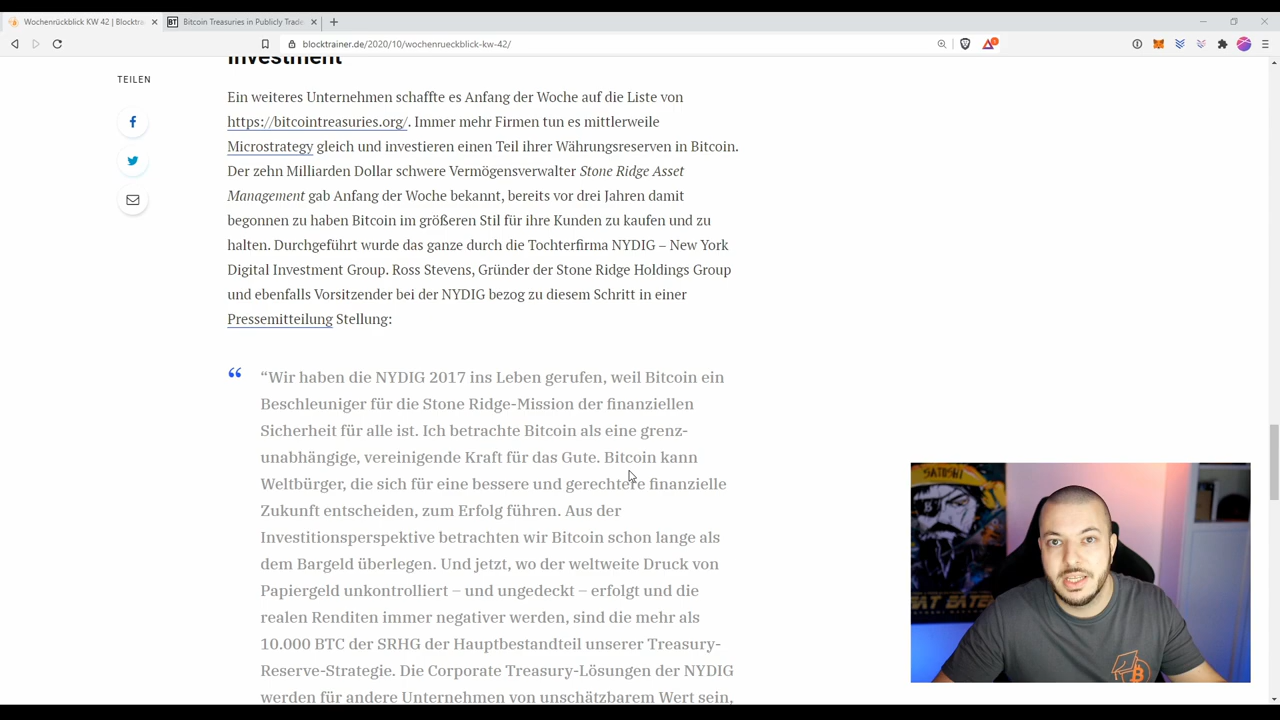 Wochenrückblick KW 42 | Blocktrai
Bitcoin Treasuries in Publicly Trade
blocktrainer.de/2020/10/wochenrueckblick-kw-42/
Investment
TEILEN
Ein weiteres Unternehmen schaffte es Anfang der Woche auf die Liste von
https://bitcointreasuries.org/. Immer mehr Firmen tun es mittlerweile
Microstrategy gleich und investieren einen Teil ihrer Währungsreserven in Bitcoin.
Der zehn Milliarden Dollar schwere Vermögensverwalter Stone Ridge Asset
Management gab Anfang der Woche bekannt, bereits vor drei Jahren damit
begonnen zu haben Bitcoin im größeren Stil für ihre Kunden zu kaufen und zu
halten. Durchgeführt wurde das ganze durch die Tochterfirma NYDIG – New York
Digital Investment Group. Ross Stevens, Gründer der Stone Ridge Holdings Group
und ebenfalls Vorsitzender bei der NYDIG bezog zu diesem Schritt in einer
Pressemitteilung Stellung:
“Wir haben die NYDIG 2017 ins Leben gerufen, weil Bitcoin ein
Beschleuniger für die Stone Ridge-Mission der finanziellen
Sicherheit für alle ist. Ich betrachte Bitcoin als eine grenz-
unabhängige, vereinigende Kraft für das Gute. Bitcoin kann
Weltbürger, die sich für eine bessere und gerechtere finanzielle
Zukunft entscheiden, zum Erfolg führen. Aus der
Investitionsperspektive betrachten wir Bitcoin schon lange als
dem Bargeld überlegen. Und jetzt, wo der weltweite Druck von
Papiergeld unkontrolliert – und ungedeckt – erfolgt und die
realen Renditen immer negativer werden, sind die mehr als
10.000 BTC der SRHG der Hauptbestandteil unserer Treasury-
Reserve-Strategie. Die Corporate Treasury-Lösungen der NYDIG
werden für andere Unternehmen von unschätzbarem Wert sein,
SATOSHI